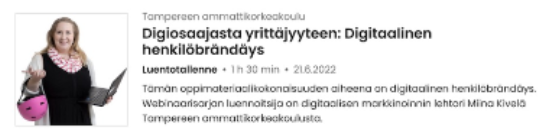 Tampereen ammattikorkeakoulu
Digiosaajasta yrittäjyyteen: Digitaalinen
henkilöbrändäys
Luentotallenne • 1 h 30 min • 21.6.2022
Tämän oppimateriaalikokonaisuuden aiheena on digitaalinen henkilöbrändäys.
Webinaarisarjan luennoitsija on digitaalisen markkinoinnin lehtori Miina Kivelä
Tampereen ammattikorkeakoulusta.